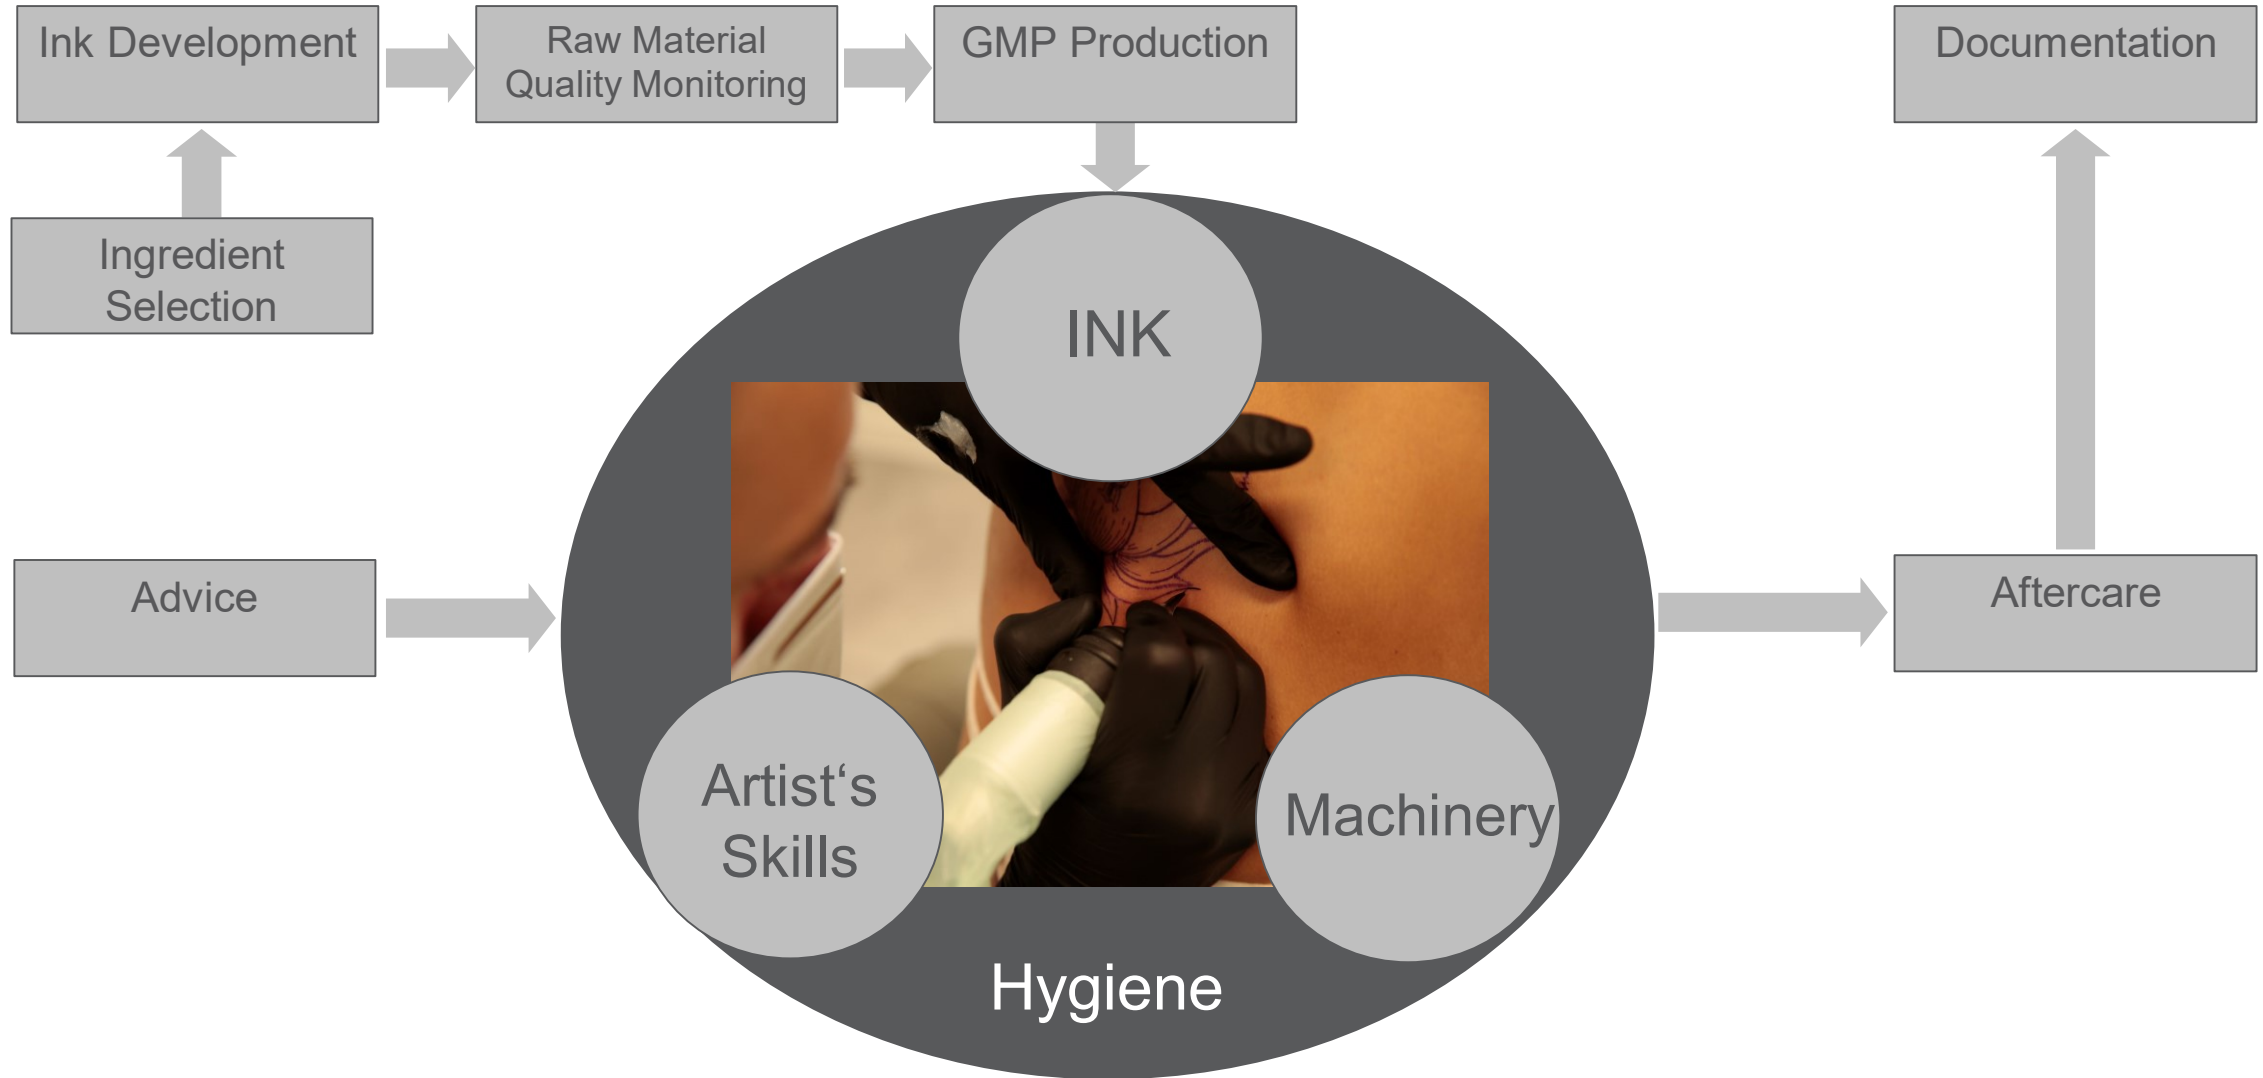 Ink Development
Raw Material
Quality Monitoring
GMP Production
Documentation
Ingredient
Selection
INK
Advice
Aftercare
Artist‘s
Skills
Machinery
Hygiene